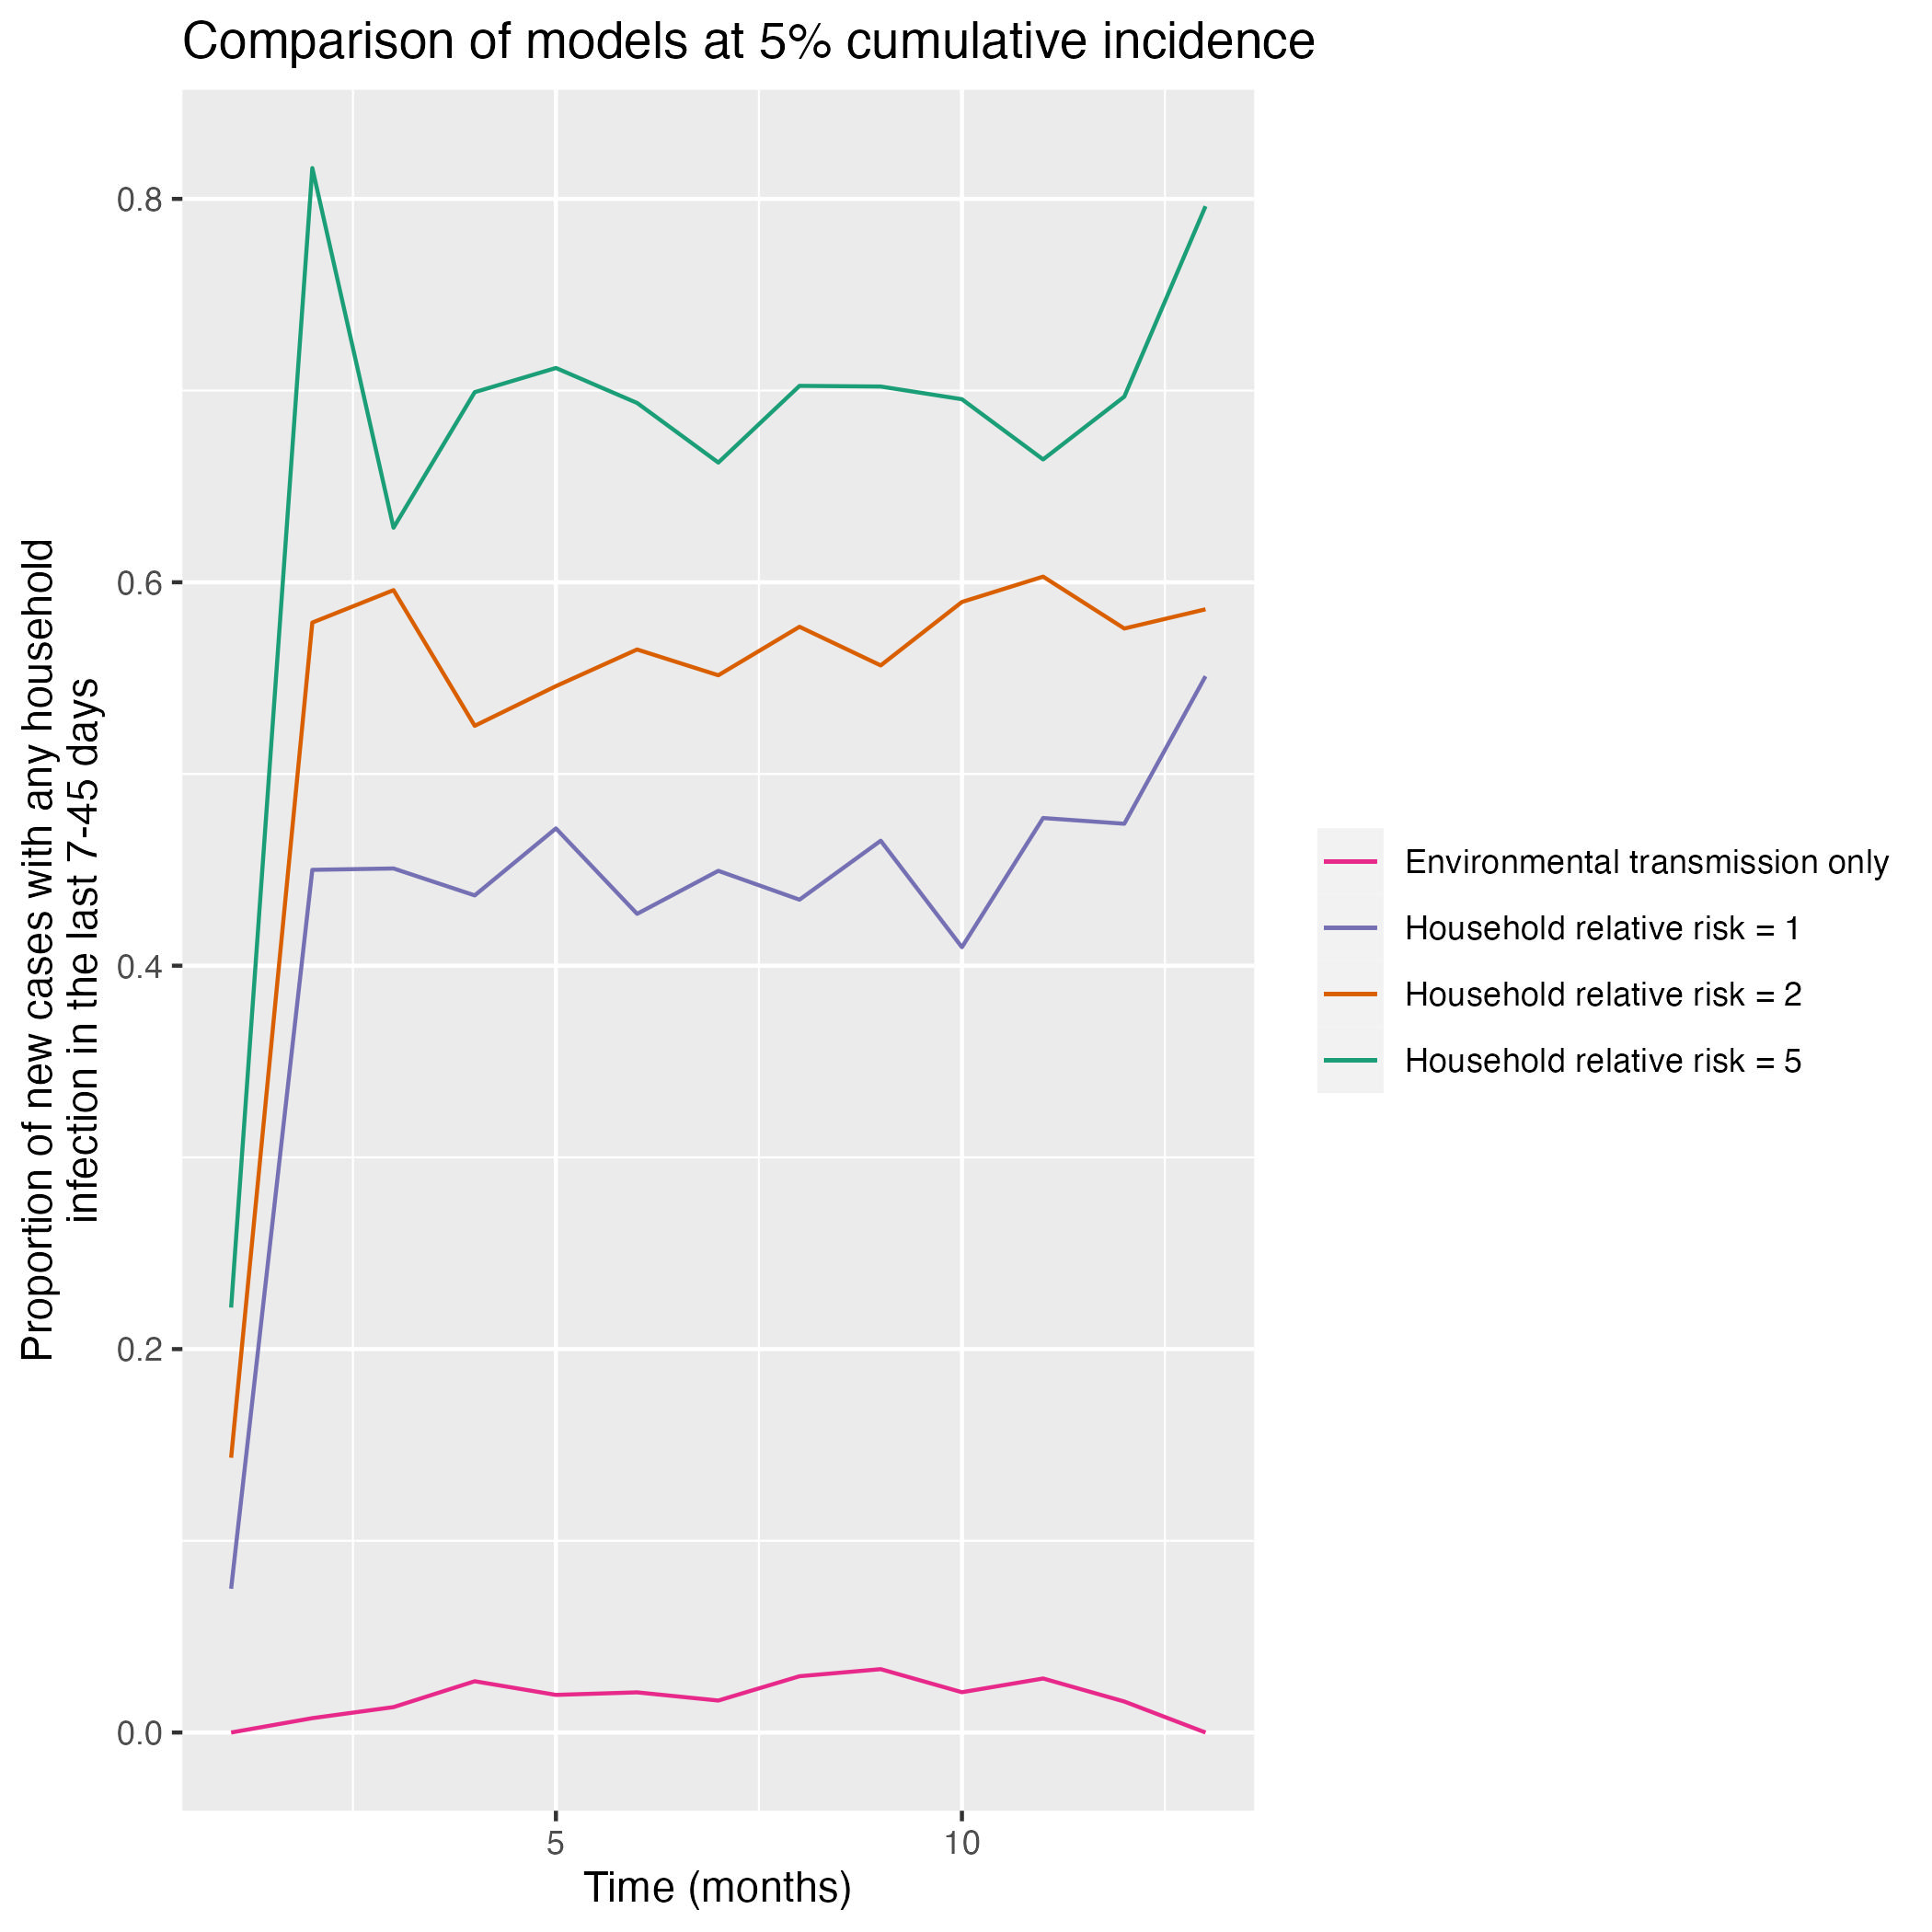 Comparison of models at 5% cumulative incidence
Proportion of new cases with any household
infection in the last 7-45 days
0.8
0.6
0.4
0.2
0.0
5
10
Time (months)
Environmental transmission only
Household relative risk = 1
Household relative risk = 2
Household relative risk = 5